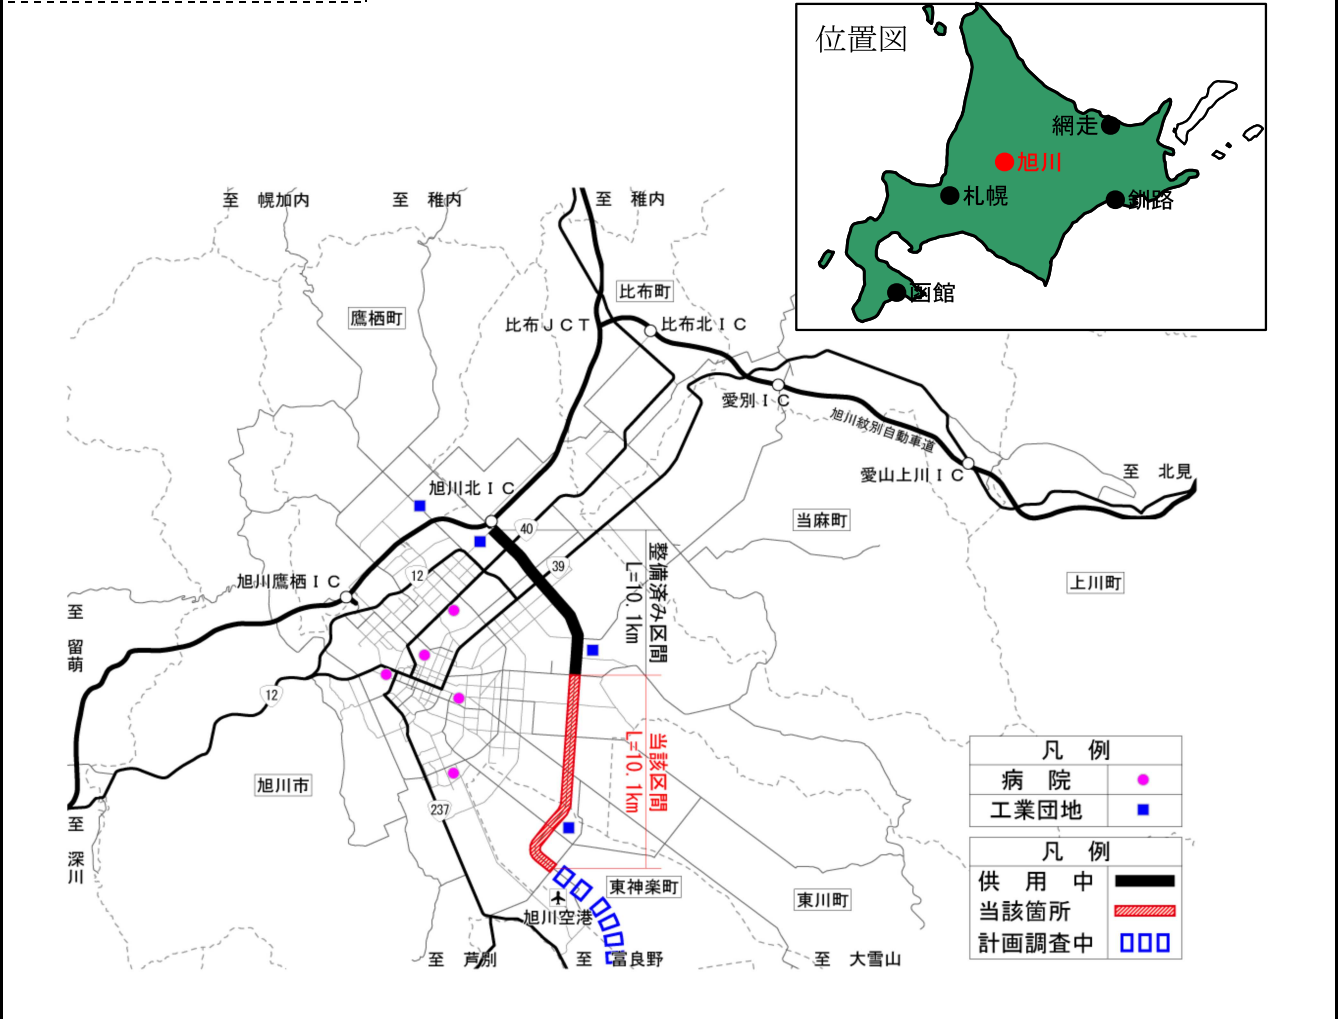 位置図
網走
旭川
札幌
釧路
函館
至　幌加内
至　稚内
至　稚内
比布町
鷹栖町
比布ＪＣＴ
比布北ＩＣ
愛別ＩＣ
旭川紋別自動車道
愛山上川ＩＣ
至　北見
旭川北ＩＣ
当麻町
40
39
12
整備済み区間
L=10.1km
旭川鷹栖ＩＣ
上川町
至　留萌
12
当該区間
L=10.1km
旭川市
237
至　深川
東神楽町
東川町
旭川空港
至　芦別
至　富良野
至　大雪山
凡　例
病　院
工業団地
凡　例
供　用　中
当該箇所
計画調査中